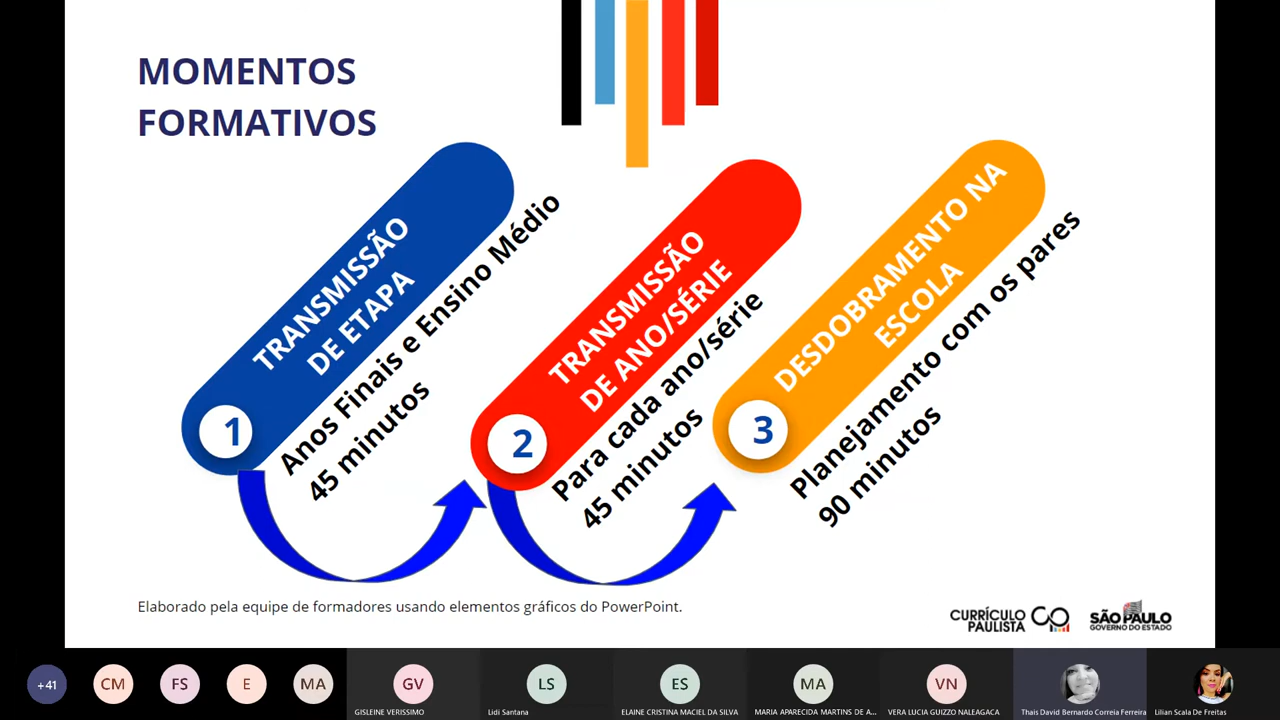 MOMENTOS
FORMATIVOS
TRANSMISSÃO
DE ETAPA
Anos Finais e Ensino Médio
45 minutos
1
TRANSMISSÃO
DE ANO/SÉRIE
Para cada ano/série
45 minutos
2
DESDOBRAMENTO NA
ESCOLA
Planejamento com os pares
90 minutos
3
Elaborado pela equipe de formadores usando elementos gráficos do PowerPoint.
CURRÍCULO
PAULISTA
SÃO PAULO
GOVERNO DO ESTADO
+41
CM
FS
E
MA
GV
GISLEINE VERISSIMO
LS
Lidi Santana
ES
ELAINE CRISTINA MACIEL DA SILVA
MA
MARIA APARECIDA MARTINS DE A...
VN
VERA LUCIA GUIZZO NALEAGACA
Thais David Bernardo Correia Ferreira
Lilian Scala De Freitas